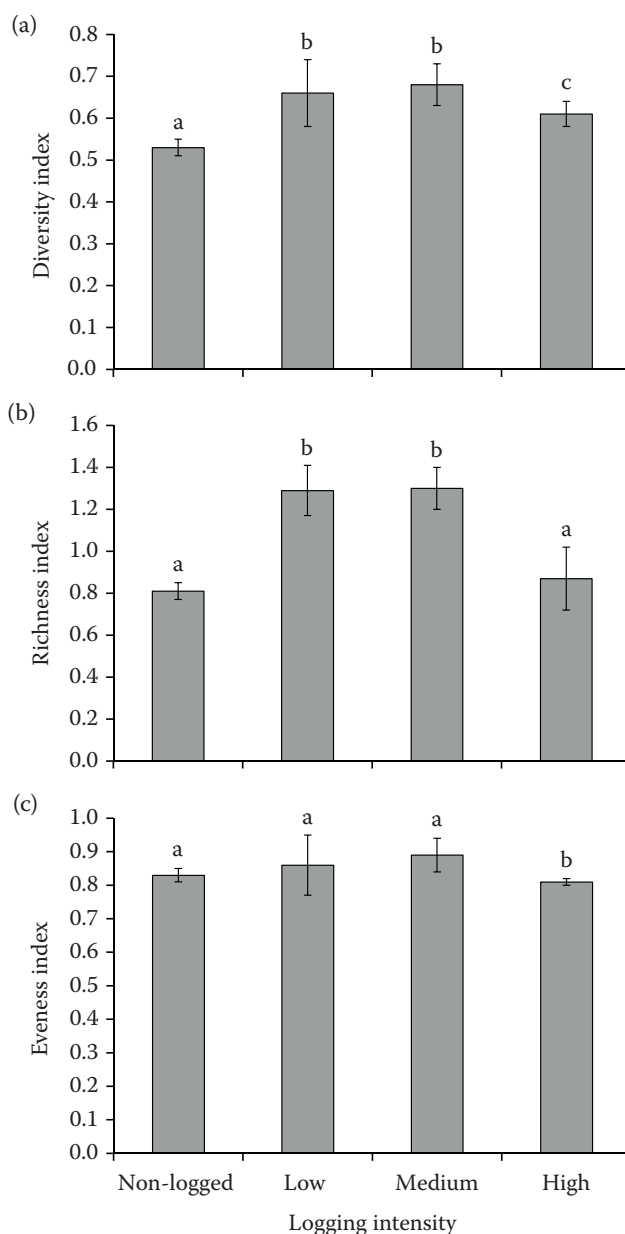 (a)
0.8
b
b
0.7
c
0.6
a
0.5
0.4
0.3
0.2
0.1
0.0
Diversity index
(b)
1.6
b
b
1.4
1.2
a
1.0
a
0.8
0.6
0.4
0.2
0.0
Richness index
(c)
1.0
a
a
a
0.9
b
0.8
0.7
0.6
0.5
0.4
0.3
0.2
0.1
0.0
Eveness index
Non-logged Low Medium High
Logging intensity